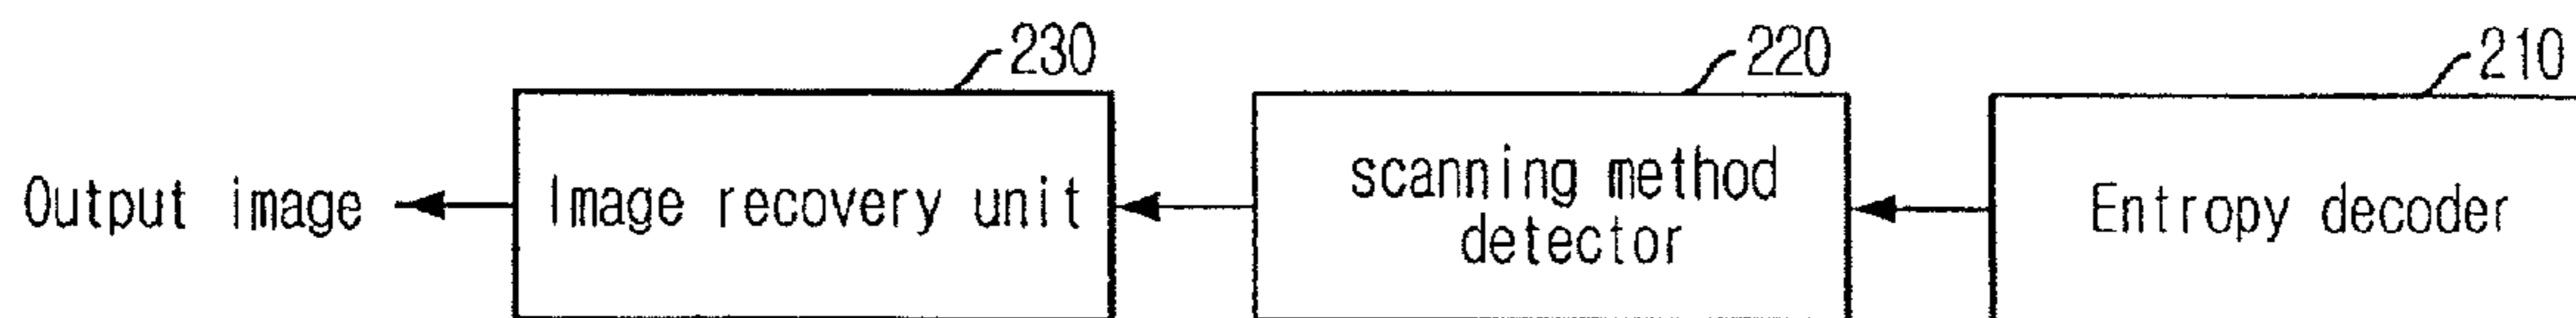 230
220
210
Output image
Image recovery unit
scanning method
detector
Entropy decoder